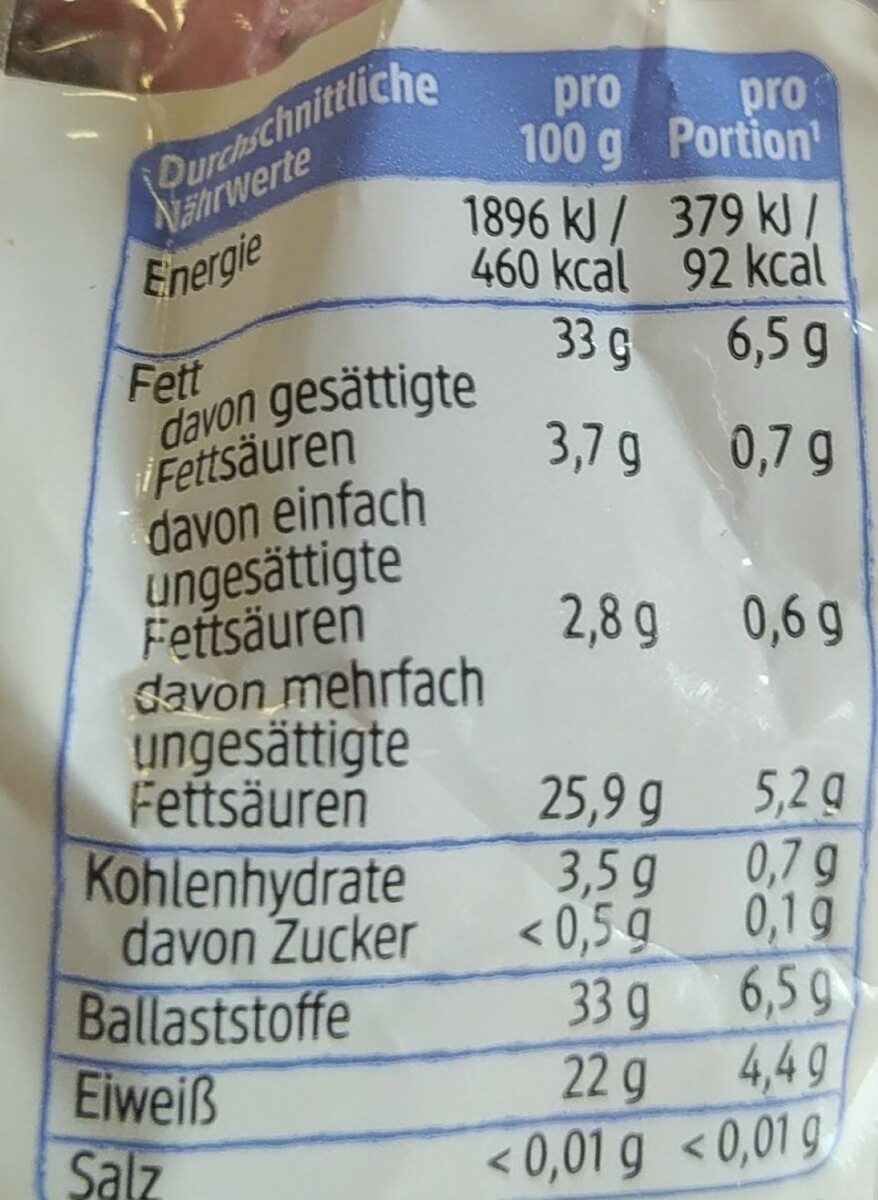 Durchschnittliche Nährwerte pro 100 g pro Portion¹
Energie 1896 kJ / 460 kcal 379 kJ / 92 kcal
Fett 33 g 6,5 g
davon gesättigte
Fettsäuren 3,7 g 0,7 g
davon einfach
ungesättigte
Fettsäuren 2,8 g 0,6 g
davon mehrfach
ungesättigte
Fettsäuren 25,9 g 5,2 g
Kohlenhydrate 3,5 g 0,7 g
davon Zucker < 0,5 g 0,1 g
Ballaststoffe 33 g 6,5 g
Eiweiß 22 g 4,4 g
Salz < 0,01 g < 0,01 g